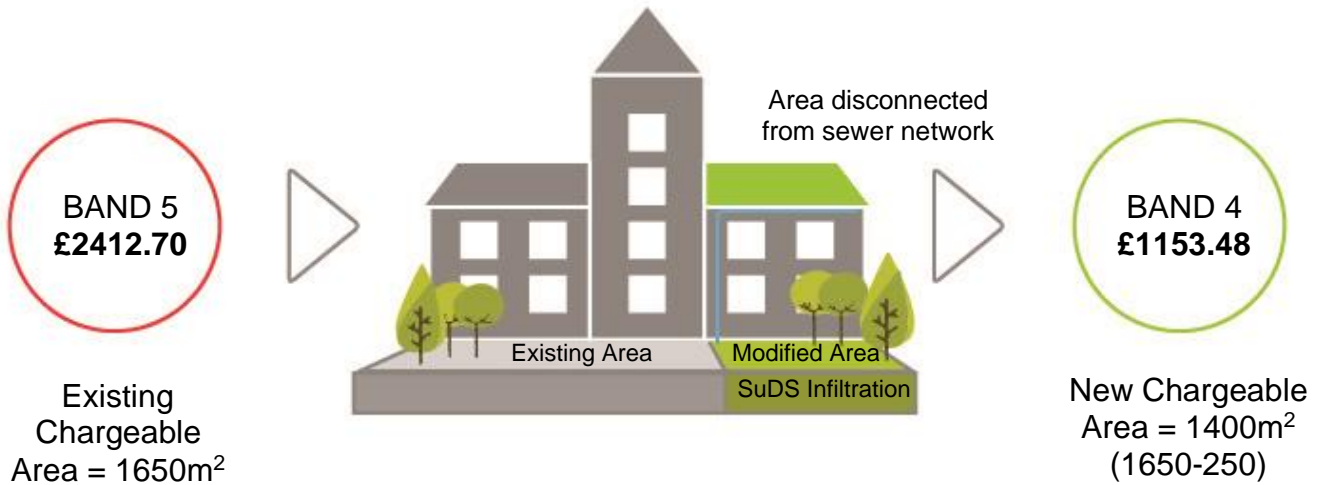 BAND 5
£2412.70
Existing
Chargeable
Area = 1650m²
Area disconnected
from sewer network
Existing Area
Modified Area
SuDS Infiltration
BAND 4
£1153.48
New Chargeable
Area = 1400m²
(1650-250)